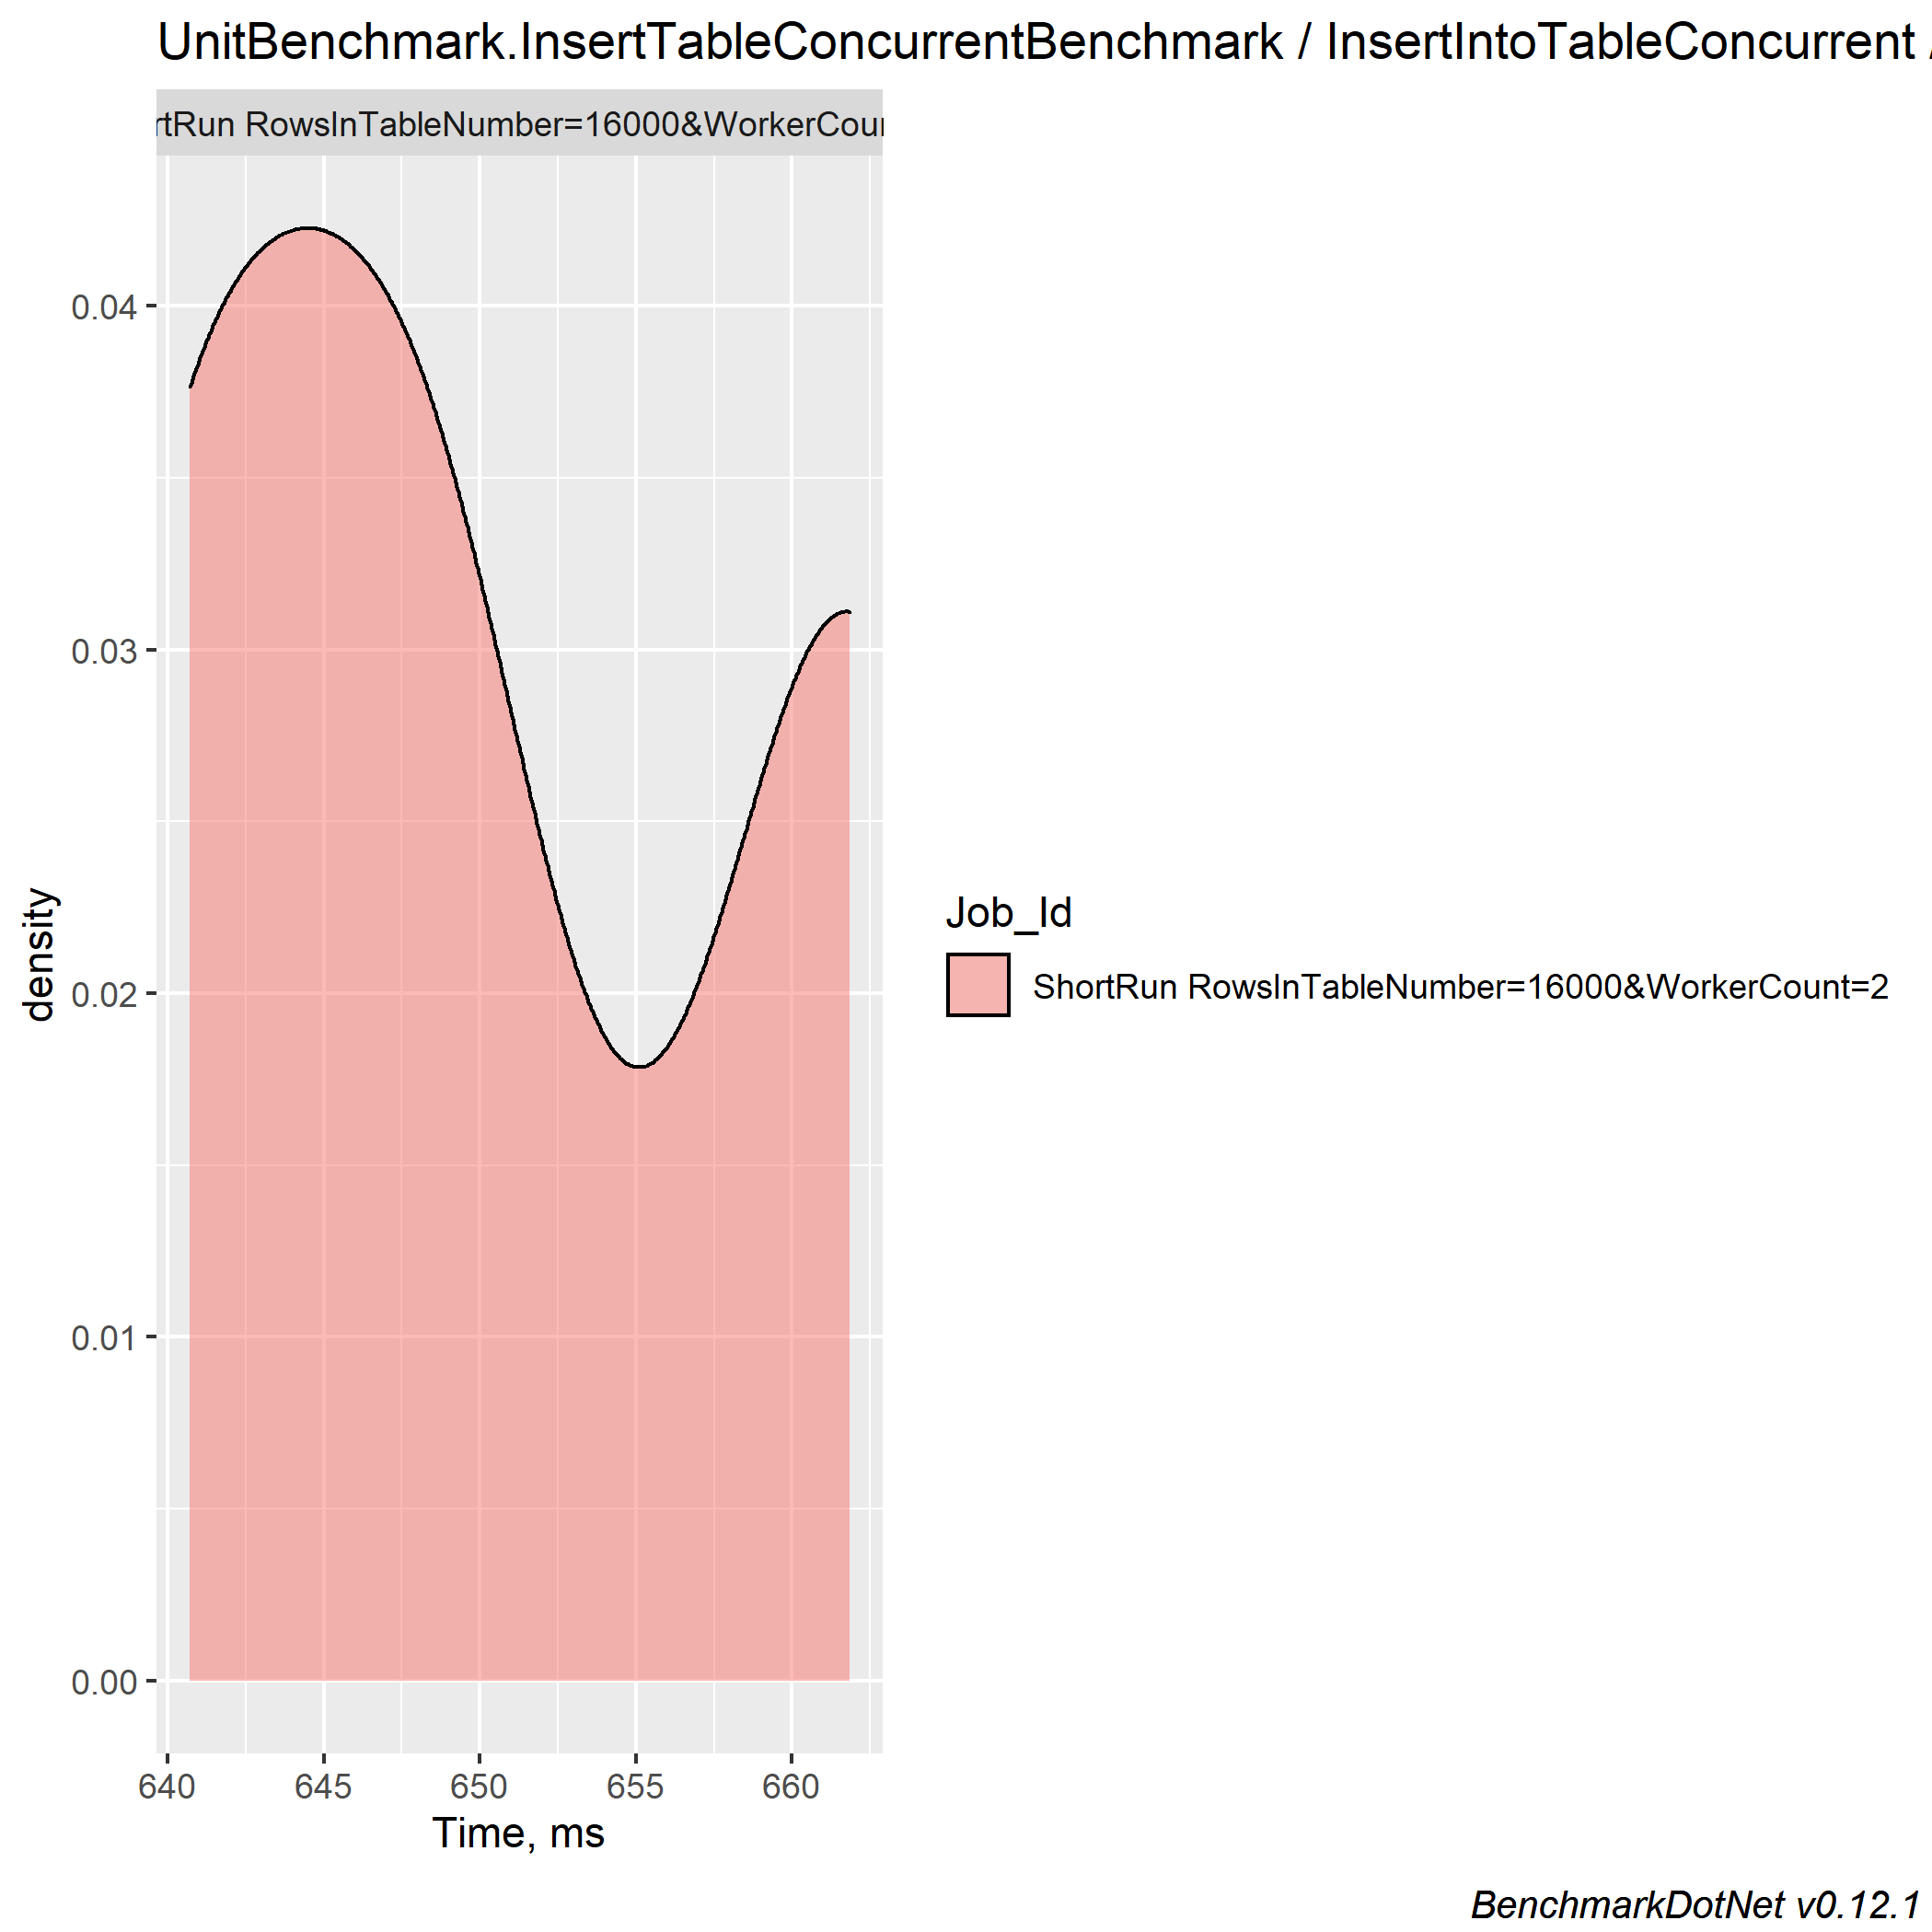 UnitBenchmark.InsertTableConcurrentBenchmark / InsertIntoTableConcurrent /
rtRun RowsInTableNumber=16000&WorkerCour
0.04
0.03
0.02
0.01
0.00
density
640 645 650 655 660
Time, ms
Job_Id
ShortRun RowsInTableNumber=16000&WorkerCount=2
BenchmarkDotNet v0.12.1